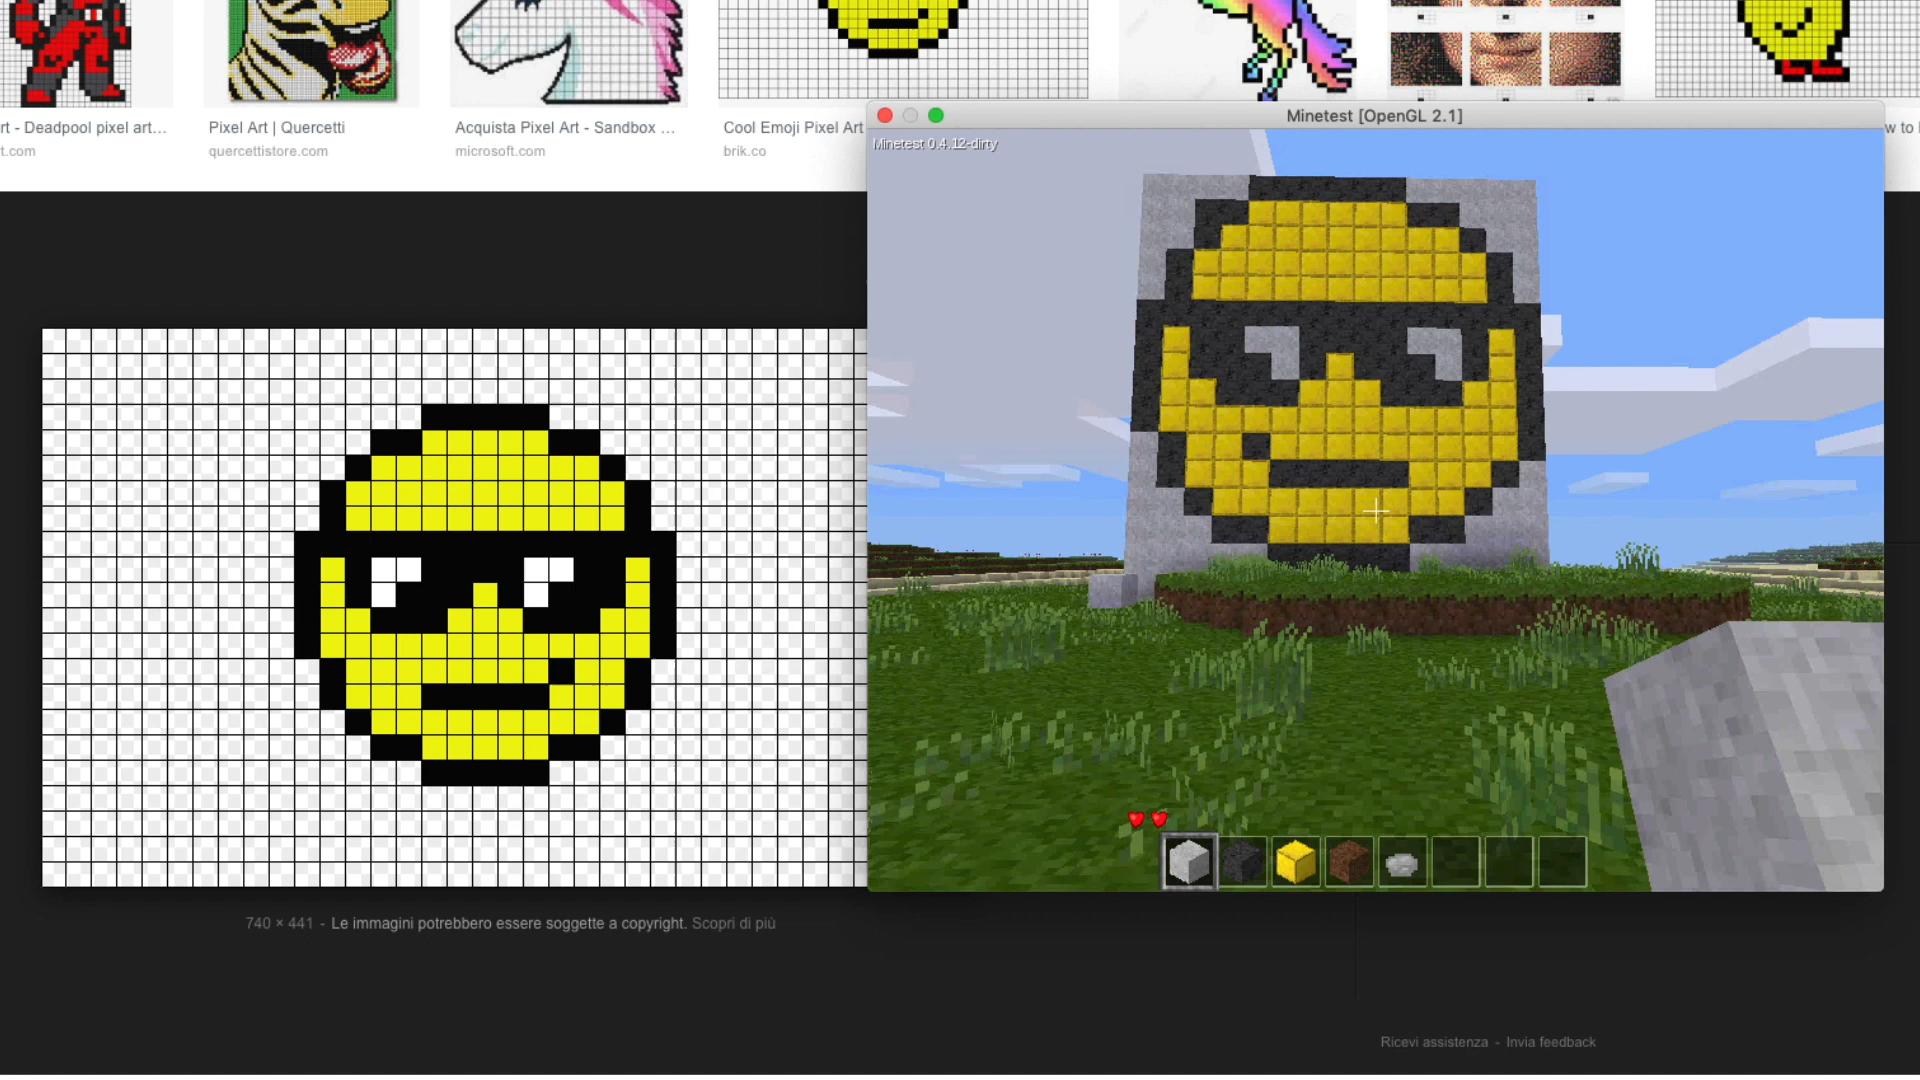 rt - Deadpool pixel art...
t.com
Pixel Art | Quercetti
quercettistore.com
Acquista Pixel Art - Sandbox ...
microsoft.com
Cool Emoji Pixel Art
brik.co
w to
Minetest [OpenGL 2.1]
Minetest 0.4.12-dirty
740 × 441 - Le immagini potrebbero essere soggette a copyright. Scopri di più
Ricevi assistenza - Invia feedback